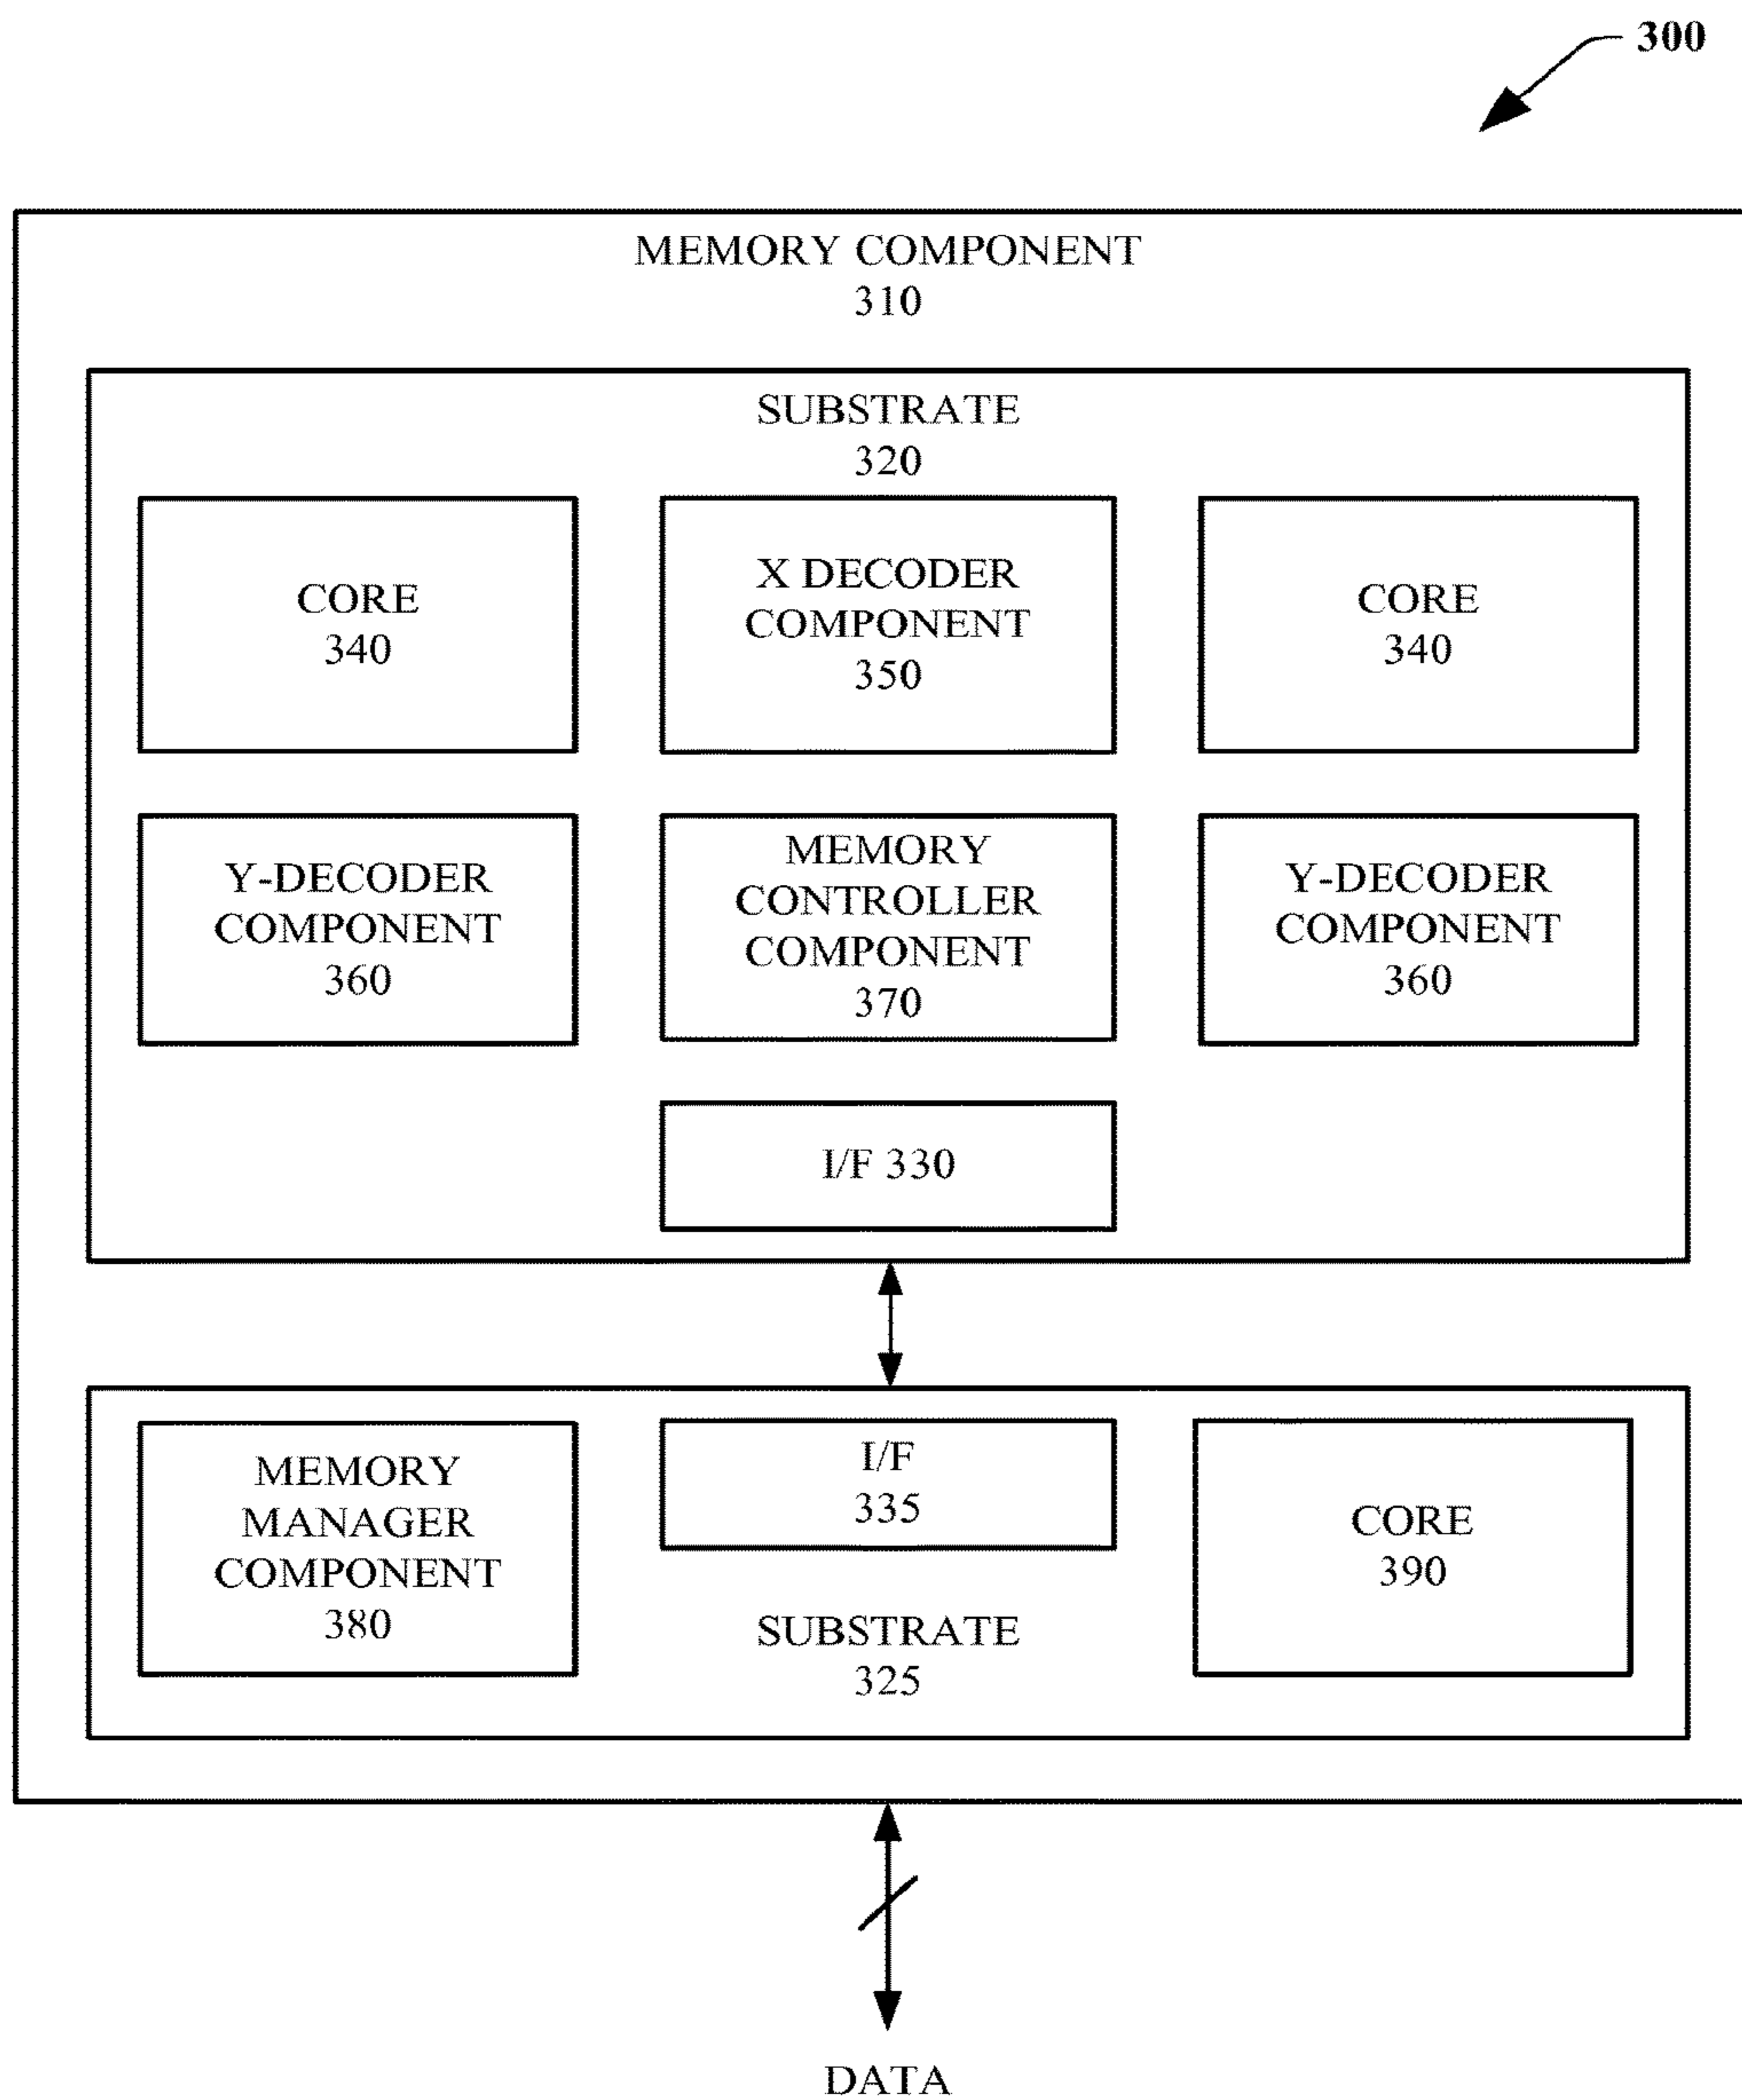 300
MEMORY COMPONENT
310
SUBSTRATE
320
CORE
340
X DECODER
COMPONENT
350
CORE
340
Y-DECODER
COMPONENT
360
MEMORY
CONTROLLER
COMPONENT
370
Y-DECODER
COMPONENT
360
I/F 330
MEMORY
MANAGER
COMPONENT
380
I/F
335
SUBSTRATE
325
CORE
390
DATA